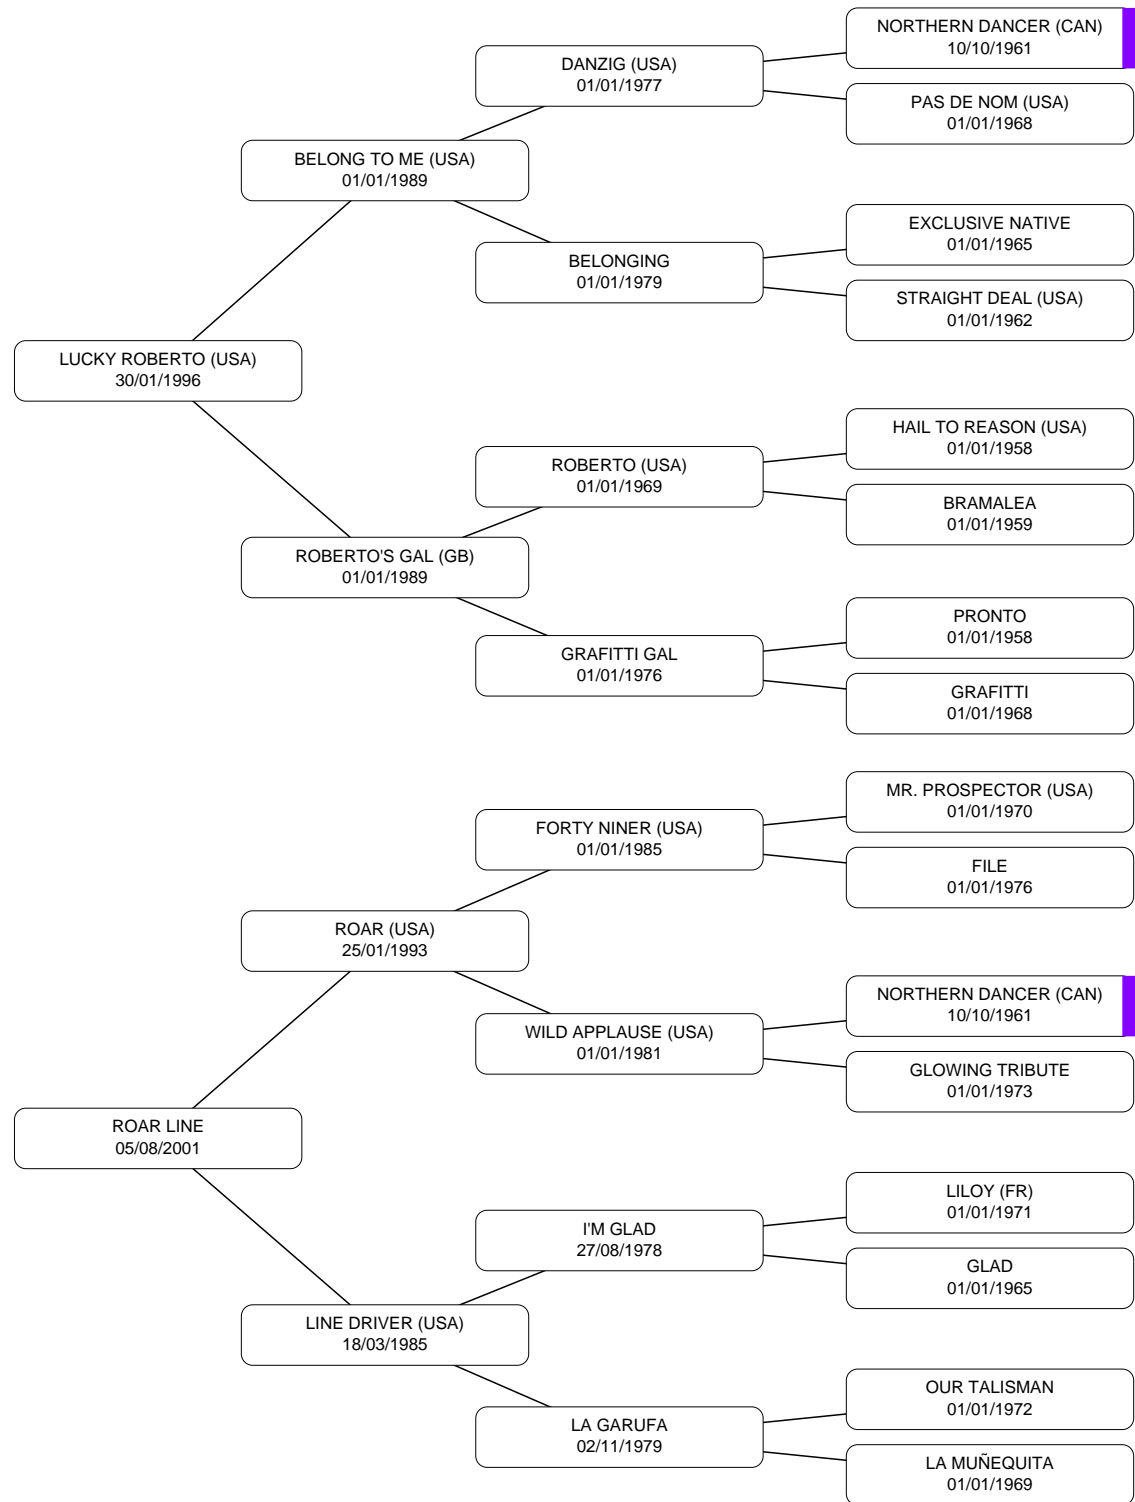 NORTHERN DANCER (CAN)
10/10/1961
DANZIG (USA)
01/01/1977
PAS DE NOM (USA)
01/01/1968
BELONG TO ME (USA)
01/01/1989
EXCLUSIVE NATIVE
01/01/1965
BELONGING
01/01/1979
STRAIGHT DEAL (USA)
01/01/1962
LUCKY ROBERTO (USA)
30/01/1996
HAIL TO REASON (USA)
01/01/1958
ROBERTO (USA)
01/01/1969
BRAMALEA
01/01/1959
ROBERTO'S GAL (GB)
01/01/1989
PRONTO
01/01/1958
GRAFITTI GAL
01/01/1976
GRAFITTI
01/01/1968
MR. PROSPECTOR (USA)
01/01/1970
FORTY NINER (USA)
01/01/1985
FILE
01/01/1976
ROAR (USA)
25/01/1993
NORTHERN DANCER (CAN)
10/10/1961
WILD APPLAUSE (USA)
01/01/1981
GLOWING TRIBUTE
01/01/1973
ROAR LINE
05/08/2001
LILOY (FR)
01/01/1971
I'M GLAD
27/08/1978
GLAD
01/01/1965
LINE DRIVER (USA)
18/03/1985
OUR TALISMAN
01/01/1972
LA GARUFA
02/11/1979
LA MUÑEQUITA
01/01/1969